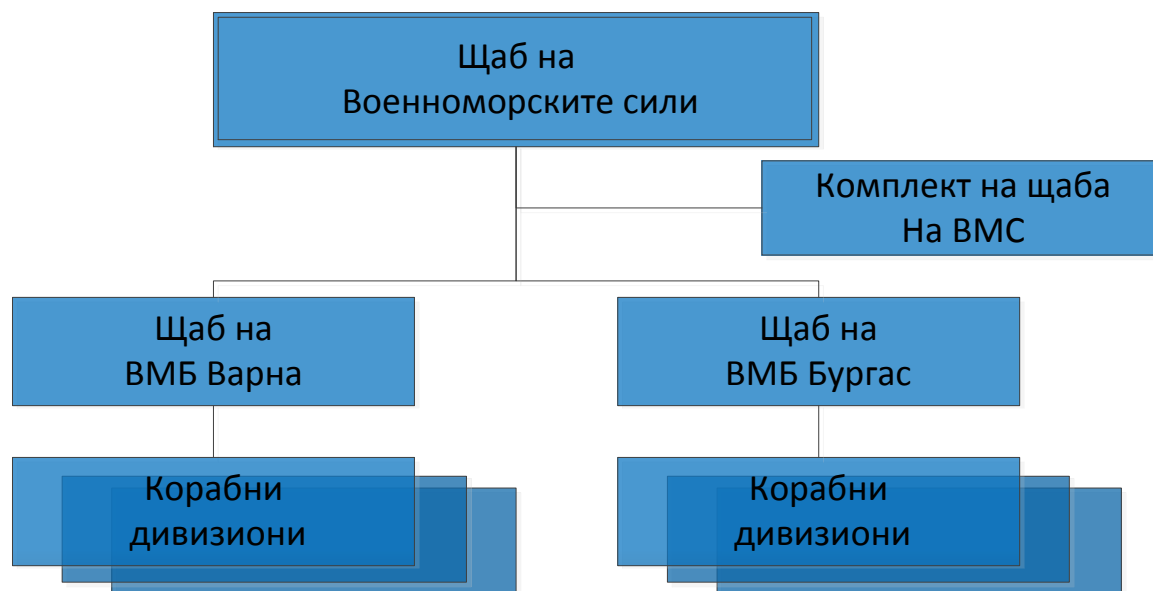 Щаб на
Военноморските сили
Комплект на щаба
На ВМС
Щаб на
ВМБ Варна
Щаб на
ВМБ Бургас
Корабни
дивизиони
Корабни
дивизиони